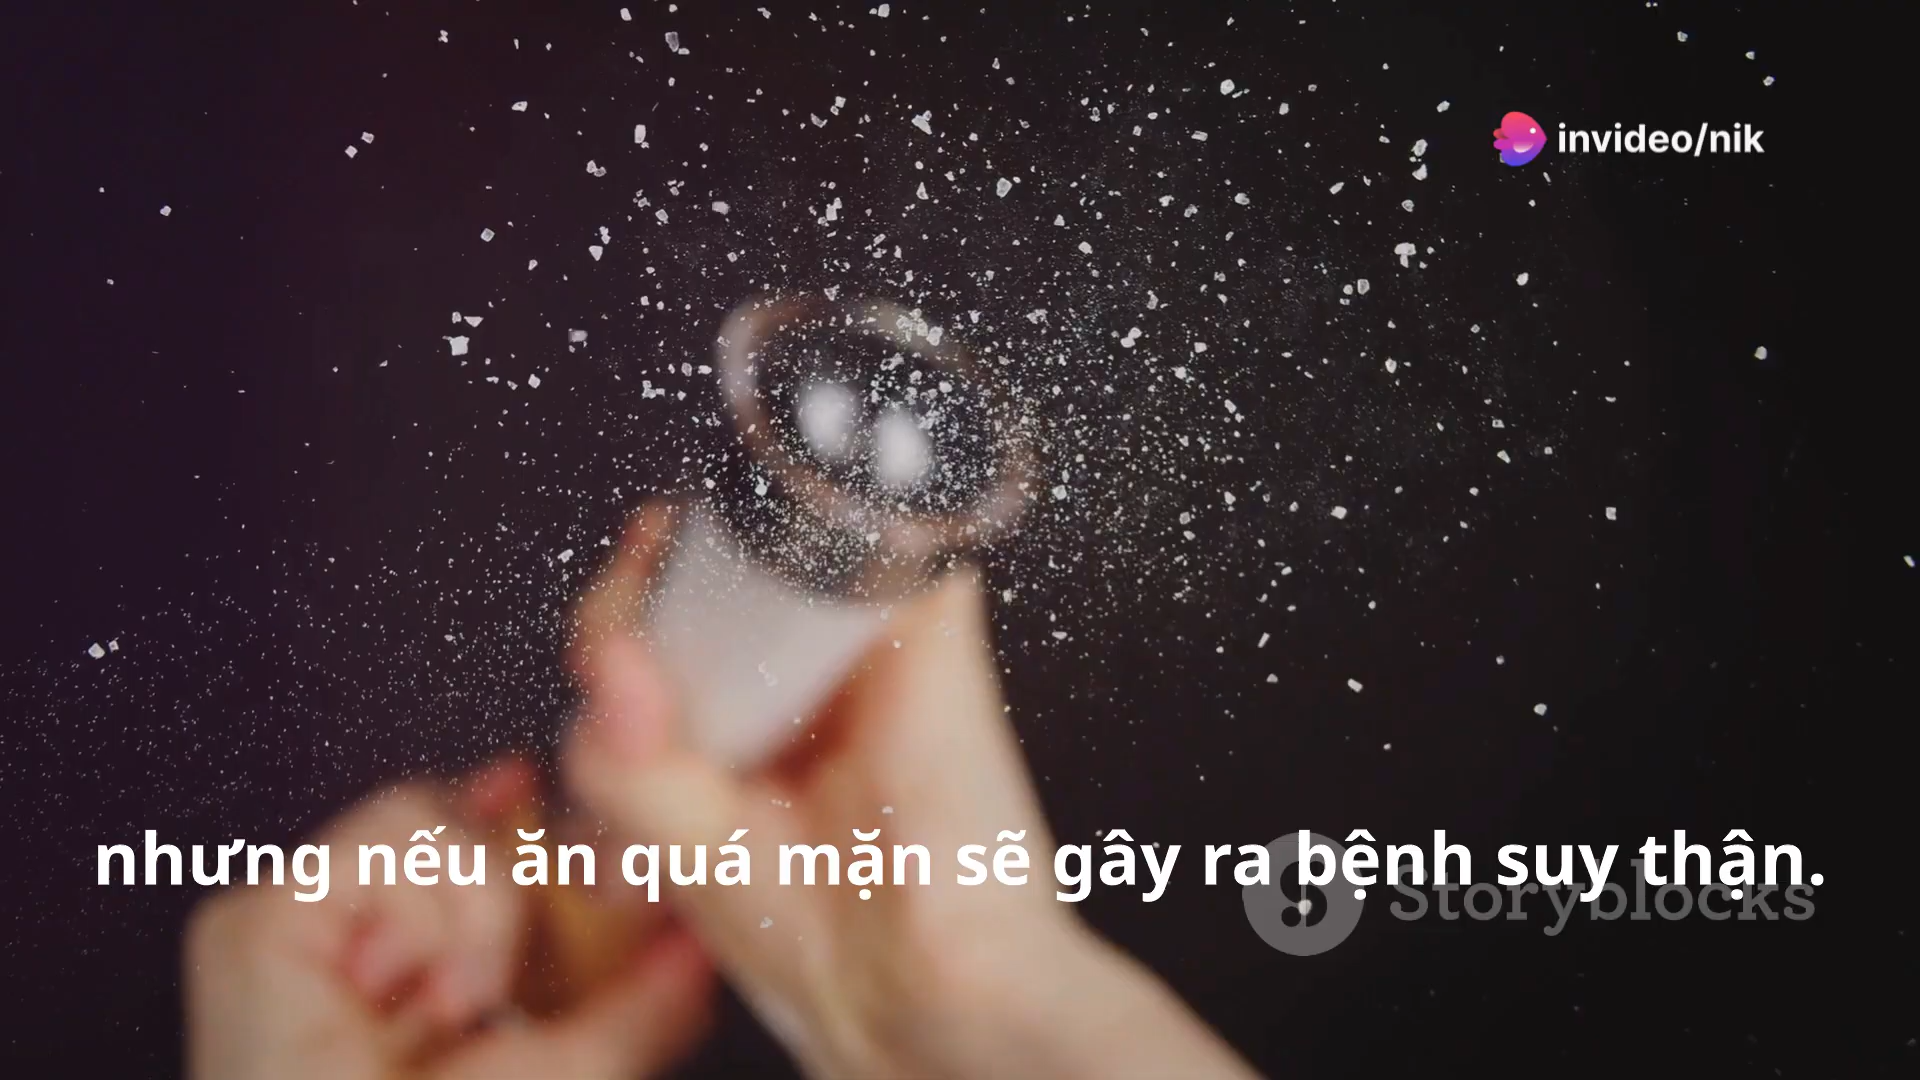 invideo/nik
nhưng nếu ăn quá mặn sẽ gây ra bệnh suy thận.
Storyblocks